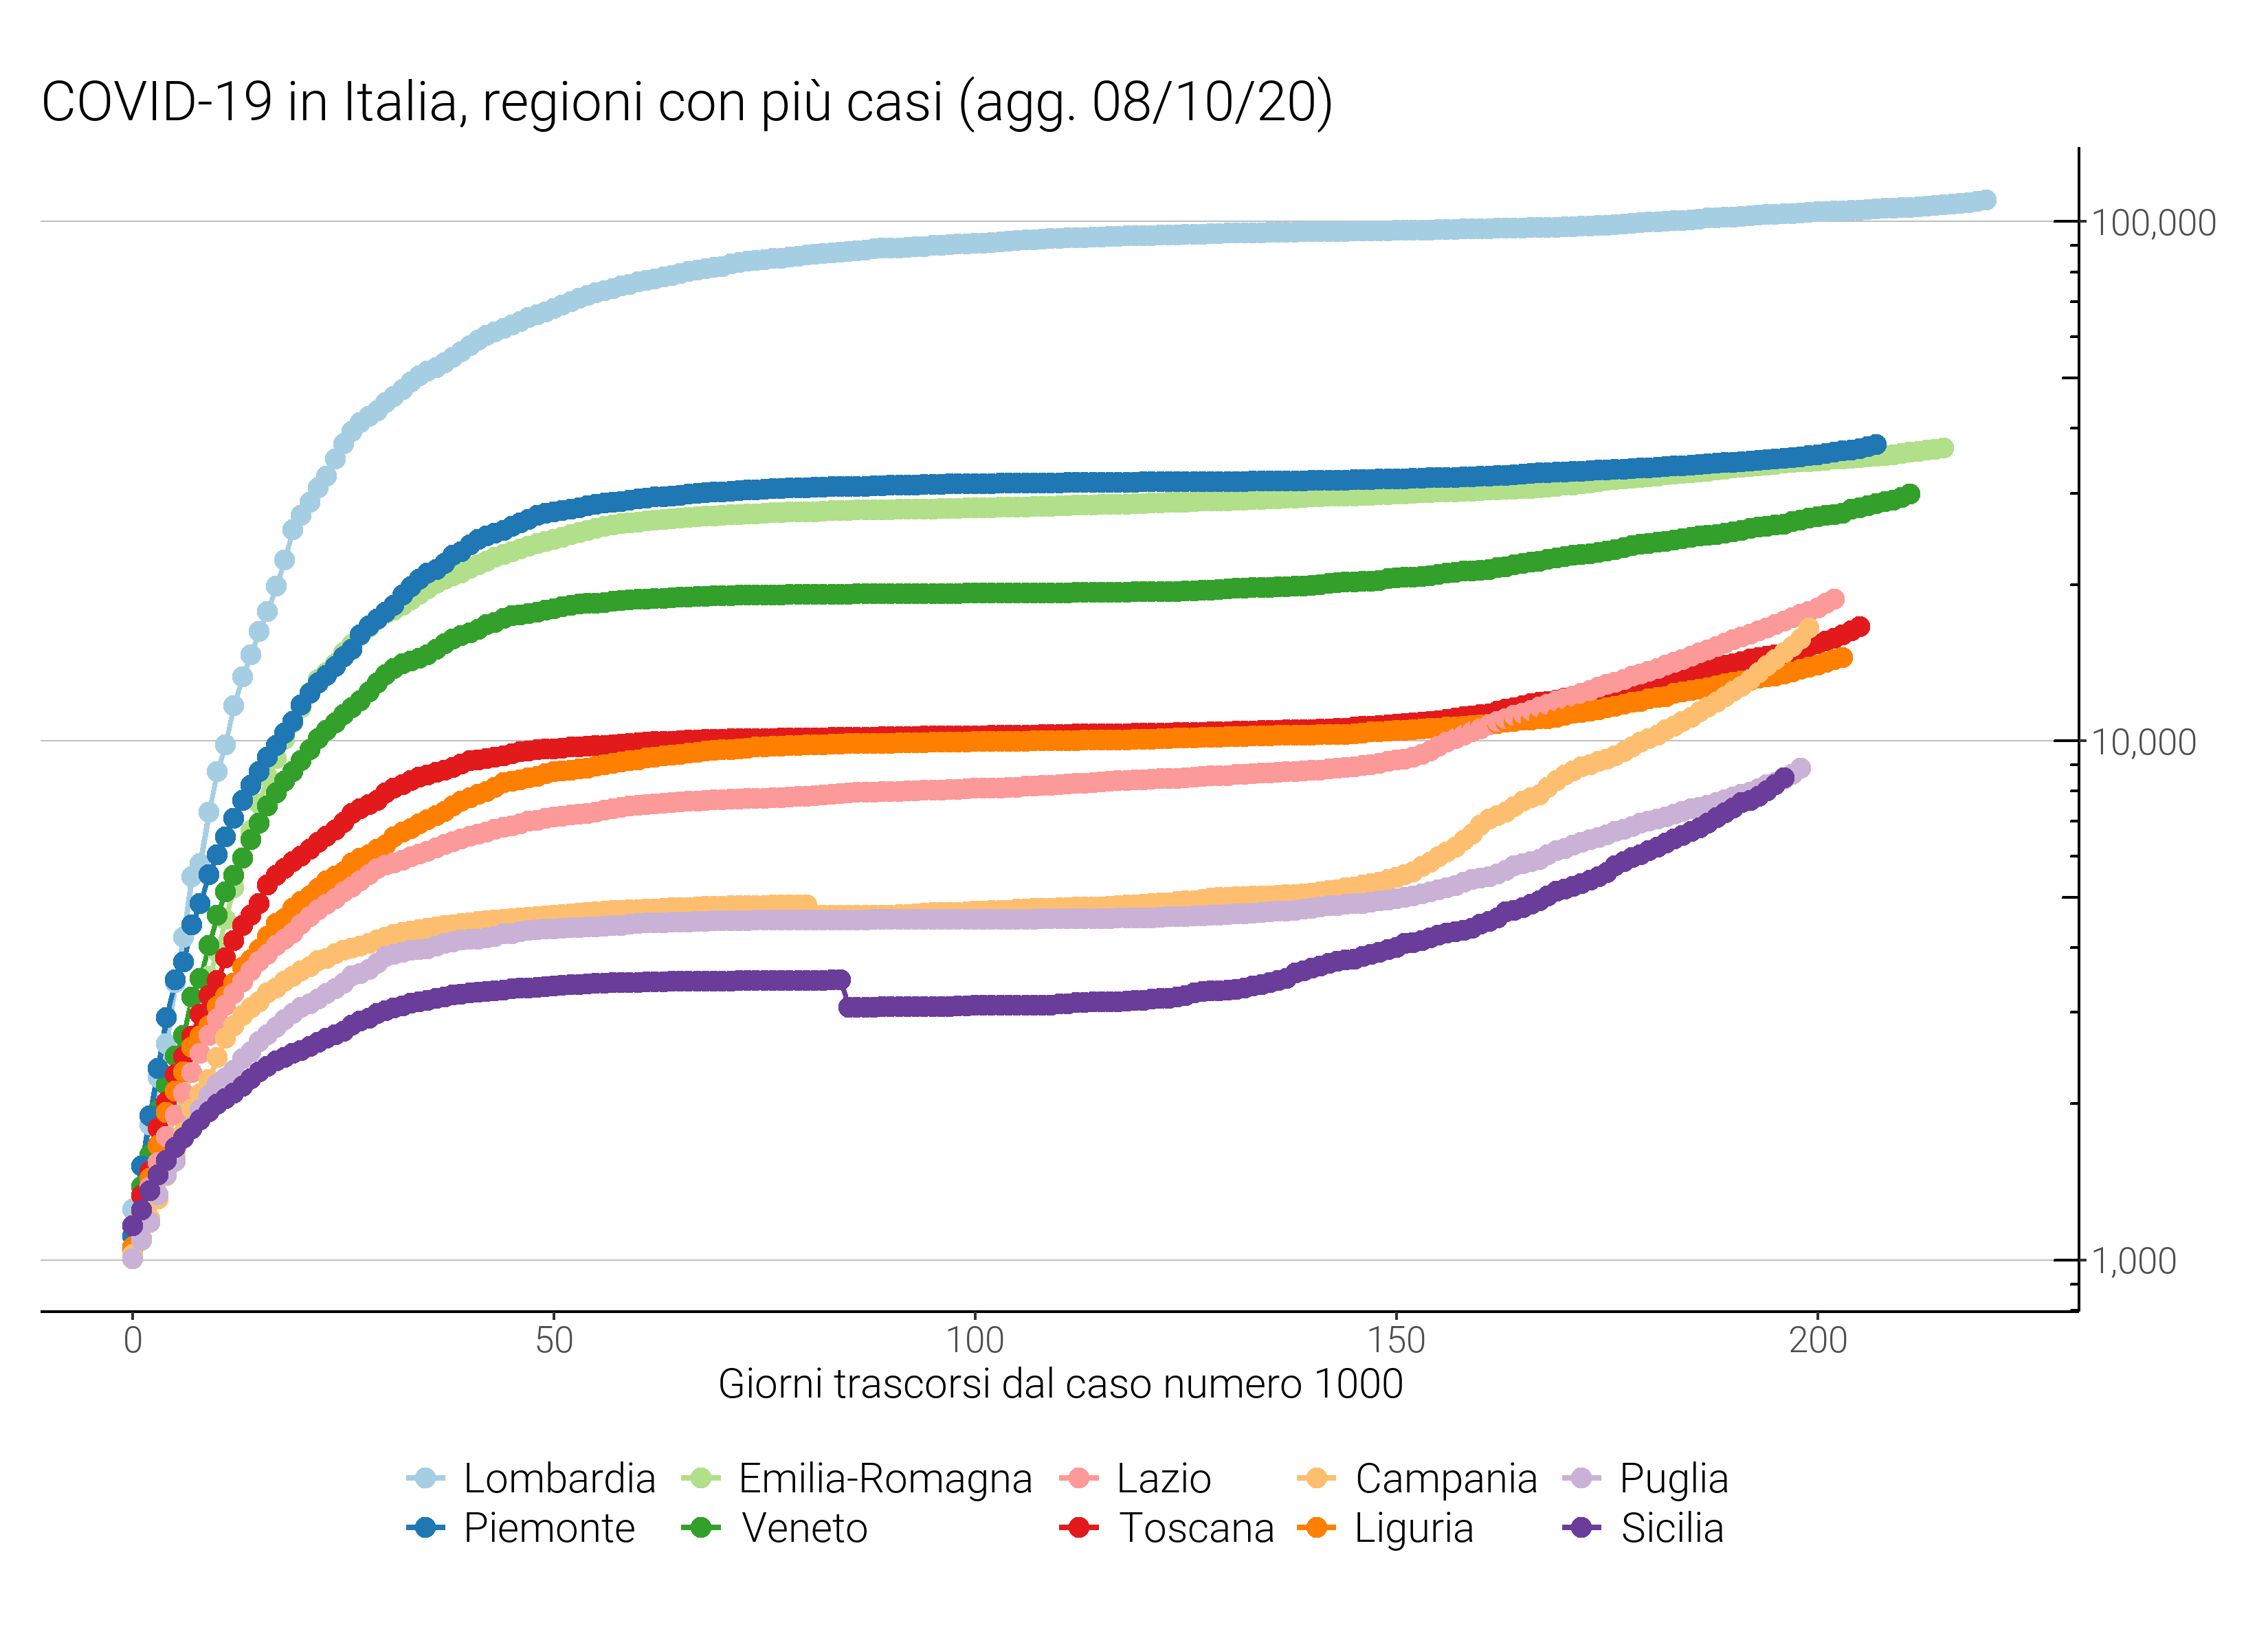 COVID-19 in Italia, regioni con più casi (agg. 08/10/20)
100,000
10,000
1,000
0 50 100 150 200
Giorni trascorsi dal caso numero 1000
Lombardia Emilia-Romagna Lazio Campania Puglia
Piemonte Veneto Toscana Liguria Sicilia